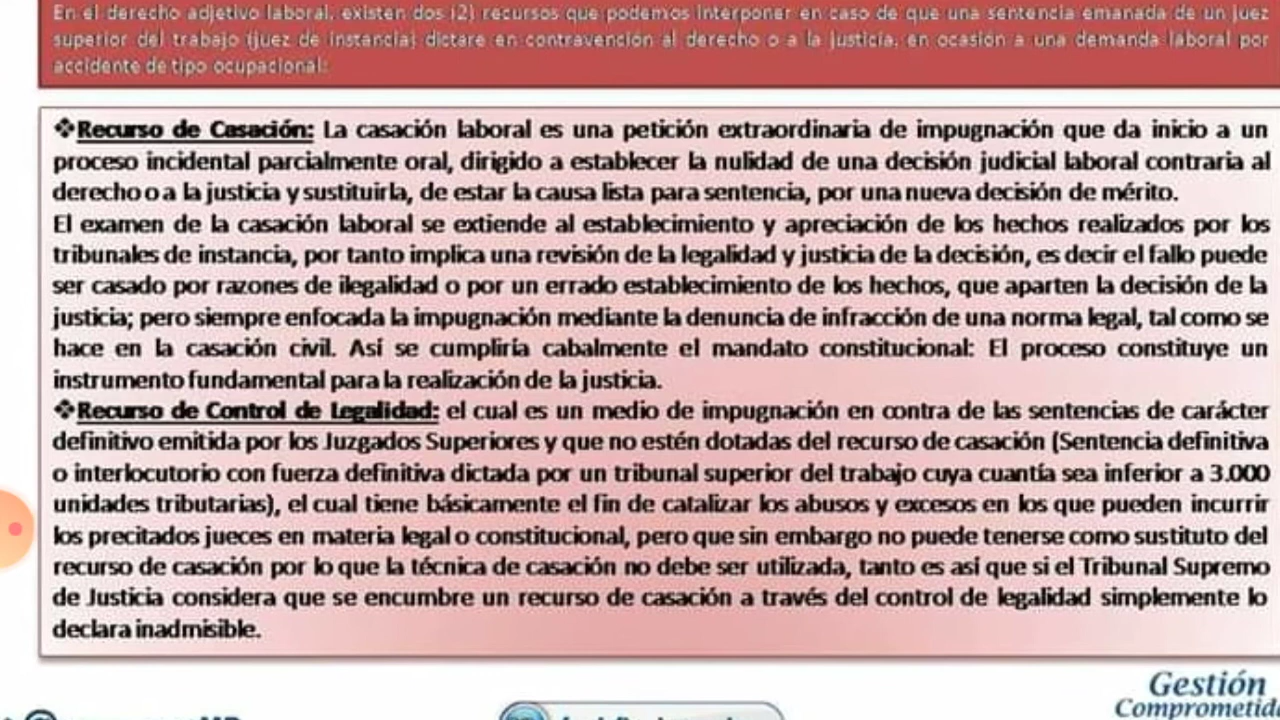 En el derecho adjetivo laboral, existen dos (2) recursos que podemos interponer en caso de que una sentencia emanada de un juez
superior del trabajo (juez de instancia) dictare en contravención al derecho o a la justicia, en ocasión a una demanda laboral por
accidente de tipo ocupacional:
❖Recurso de Casación: La casación laboral es una petición extraordinaria de impugnación que da inicio a un
proceso incidental parcialmente oral, dirigido a establecer la nulidad de una decisión judicial laboral contraria al
derecho o a la justicia y sustituirla, de estar la causa lista para sentencia, por una nueva decisión de mérito.
El examen de la casación laboral se extiende al establecimiento y apreciación de los hechos realizados por los
tribunales de instancia, por tanto implica una revisión de la legalidad y justicia de la decisión, es decir el fallo puede
ser casado por razones de ilegalidad o por un errado establecimiento de los hechos, que aparten la decisión de la
justicia; pero siempre enfocada la impugnación mediante la denuncia de infracción de una norma legal, tal como se
hace en la casación civil. Así se cumpliría cabalmente el mandato constitucional: El proceso constituye un
instrumento fundamental para la realización de la justicia.
❖Recurso de Control de Legalidad: el cual es un medio de impugnación en contra de las sentencias de carácter
definitivo emitida por los Juzgados Superiores y que no estén dotadas del recurso de casación (Sentencia definitiva
o interlocutorio con fuerza definitiva dictada por un tribunal superior del trabajo cuya cuantía sea inferior a 3.000
unidades tributarias), el cual tiene básicamente el fin de catalizar los abusos y excesos en los que pueden incurrir
los precitados jueces en materia legal o constitucional, pero que sin embargo no puede tenerse como sustituto del
recurso de casación por lo que la técnica de casación no debe ser utilizada, tanto es así que si el Tribunal Supremo
de Justicia considera que se encumbre un recurso de casación a través del control de legalidad simplemente lo
declara inadmisible.
Gestión
Comprometida